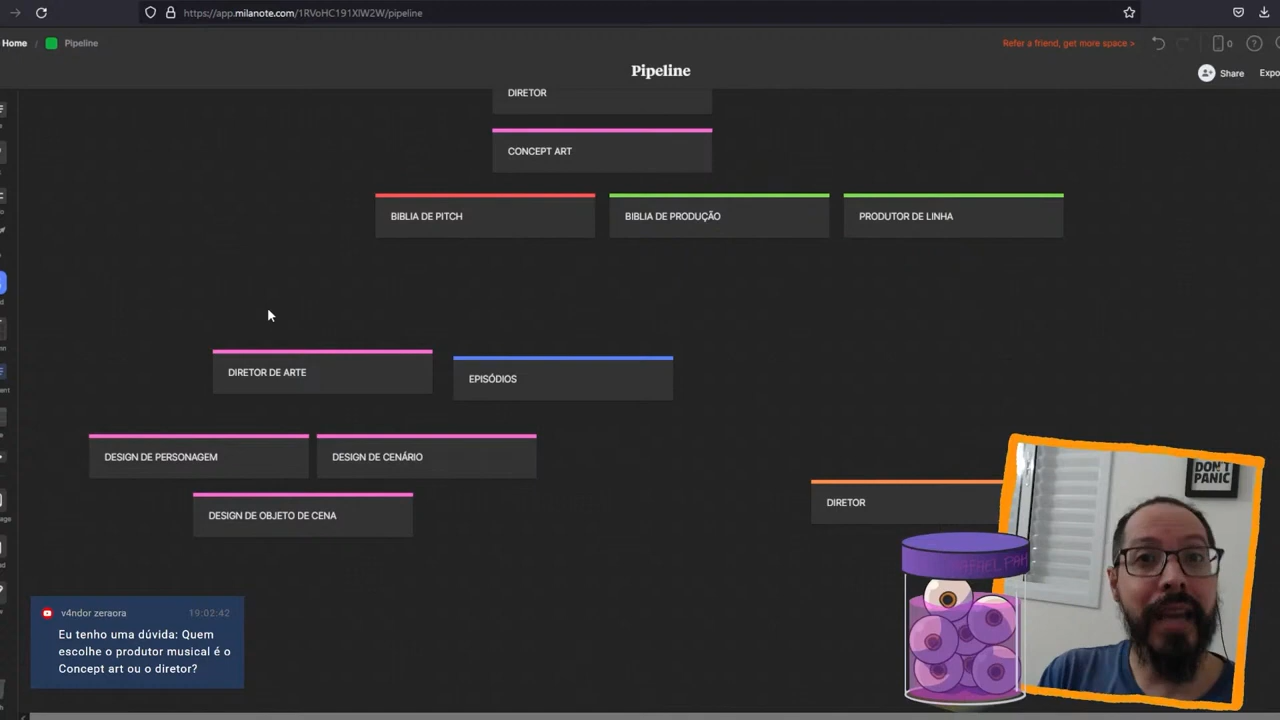 https://app.milanote.com/1RVoHC191XlW2W/pipeline
Home / Pipeline
Refer a friend, get more space >
0
Pipeline
Share
Expo
DIRETOR
CONCEPT ART
BIBLIA DE PITCH
BIBLIA DE PRODUÇÃO
PRODUTOR DE LINHA
DIRETOR DE ARTE
EPISÓDIOS
DESIGN DE PERSONAGEM
DESIGN DE CENÁRIO
DIRETOR
DESIGN DE OBJETO DE CENA
DON'T
PANIC
v4ndor zeraora 19:02:42
Eu tenho uma dúvida: Quem
escolhe o produtor musical é o
Concept art ou o diretor?